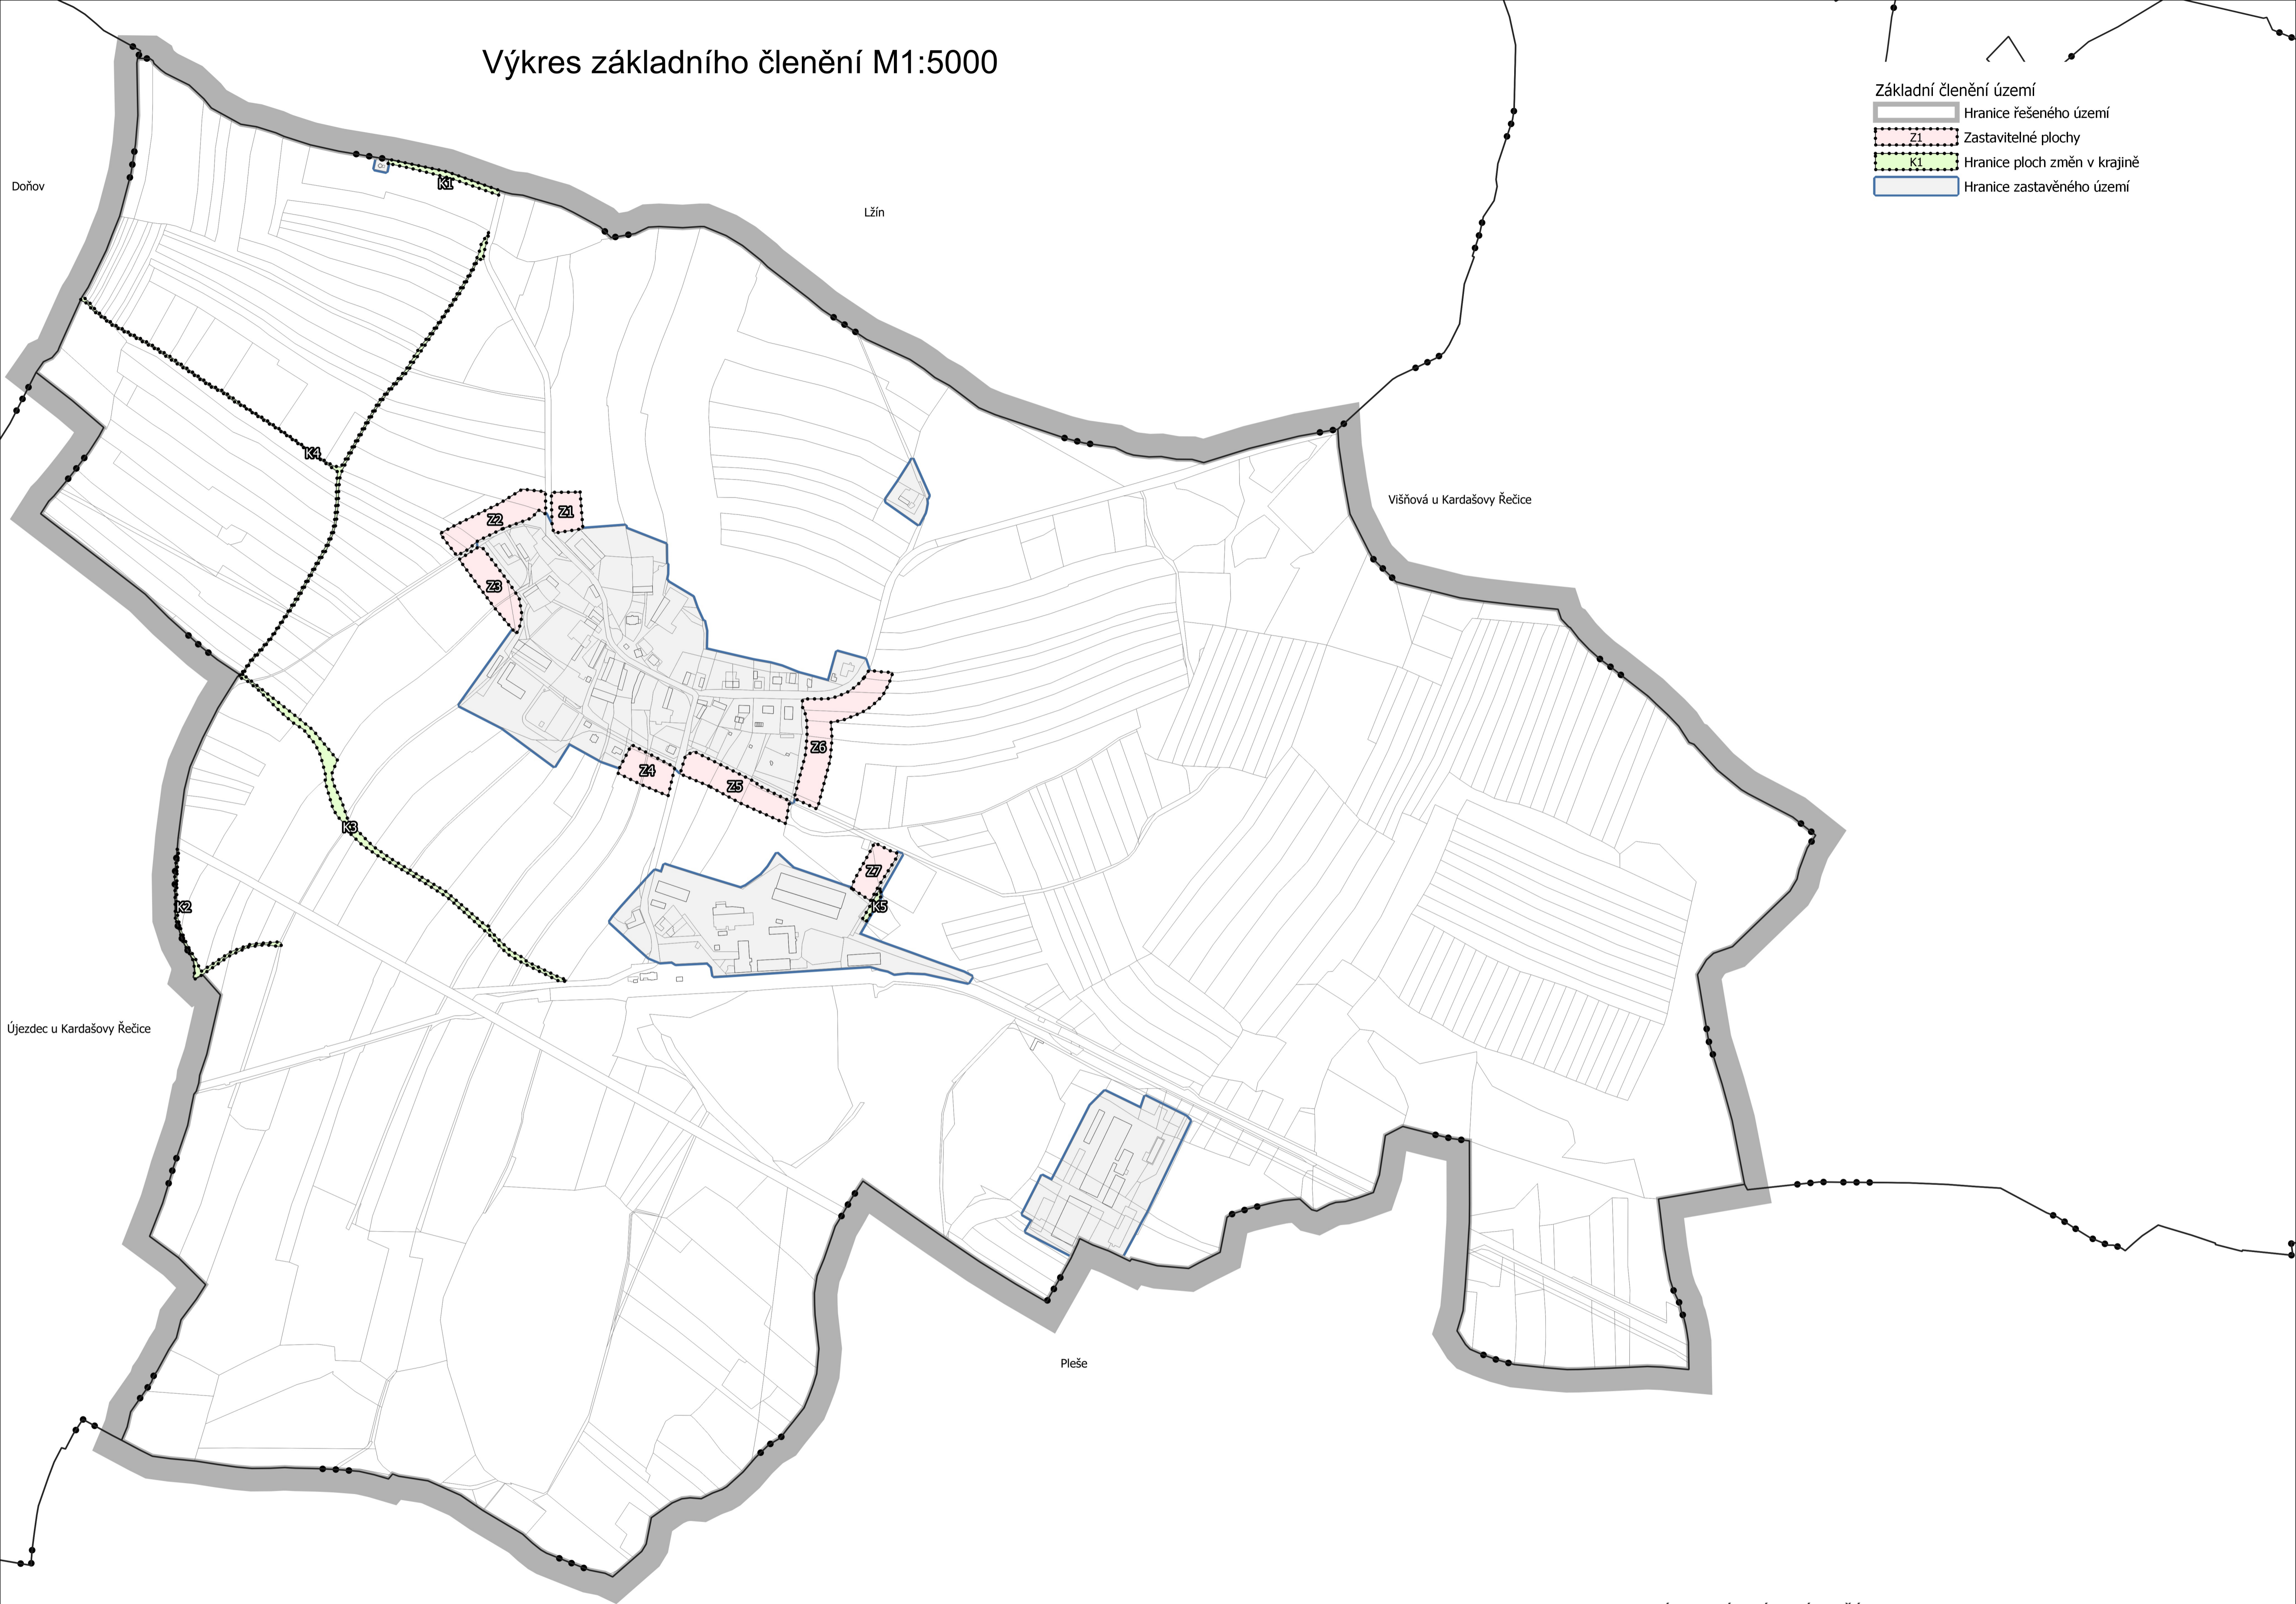 Výkres základního členění M1:5000
Základní členění území
Hranice řešeného území
Z1 Zastavitelné plochy
K1 Hranice ploch změn v krajině
Hranice zastavěného území
Doňov
K1
Lžín
K4
Višňová u Kardašovy Řečice
Z2
Z1
Z3
Z6
Z4
Z5
K3
Z7
K5
K2
Újezdec u Kardašovy Řečice
Pleše